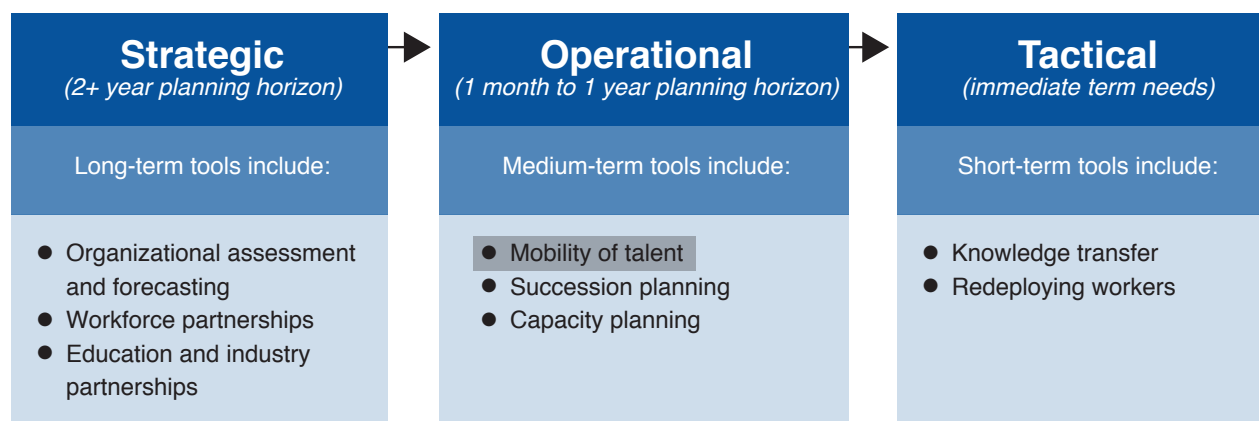 Strategic
(2+ year planning horizon)
Long-term tools include:
● Organizational assessment
and forecasting
● Workforce partnerships
● Education and industry
partnerships
Operational
(1 month to 1 year planning horizon)
Medium-term tools include:
● Mobility of talent
● Succession planning
● Capacity planning
Tactical
(immediate term needs)
Short-term tools include:
● Knowledge transfer
● Redeploying workers